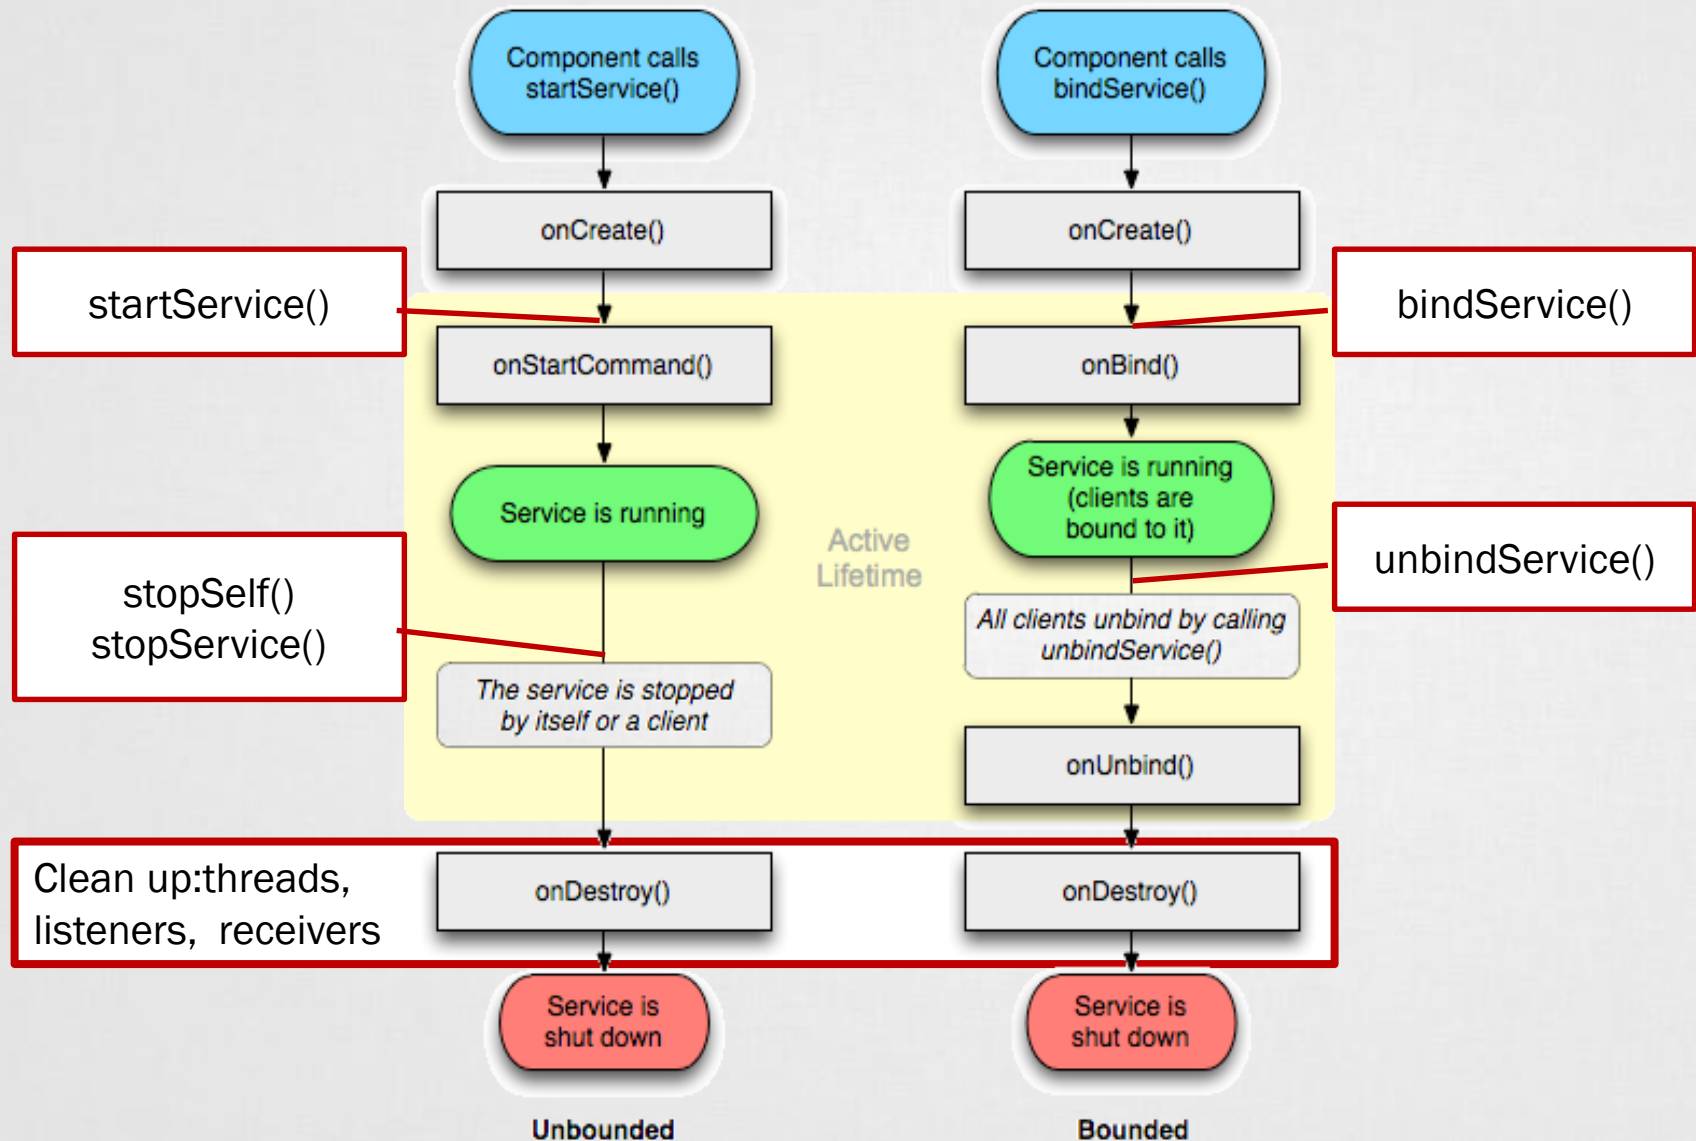 Component calls
startService()
Component calls
bindService()
onCreate()
onCreate()
startService()
bindService()
onStartCommand()
onBind()
Service is running
Service is running
(clients are
bound to it)
Active
Lifetime
stopSelf()
stopService()
unbindService()
All clients unbind by calling
unbindService()
The service is stopped
by itself or a client
onUnbind()
Clean up:threads,
listeners, receivers
onDestroy()
onDestroy()
Service is
shut down
Service is
shut down
Unbounded
Bounded